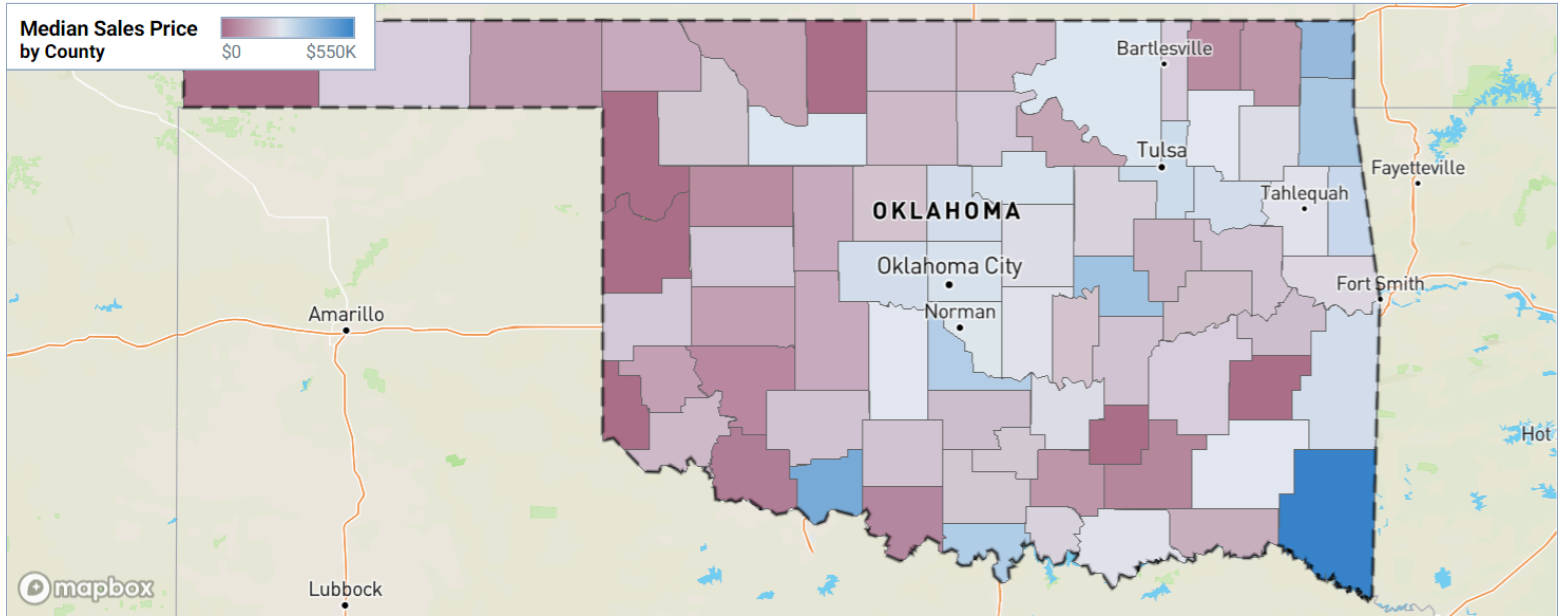 Median Sales Price
by County
$0 $550K
Bartlesville
Tulsa
Fayetteville
Tahlequah
OKLAHOMA
Oklahoma City
Fort Smith
Norman
Amarillo
Hot
mapbox
Lubbock